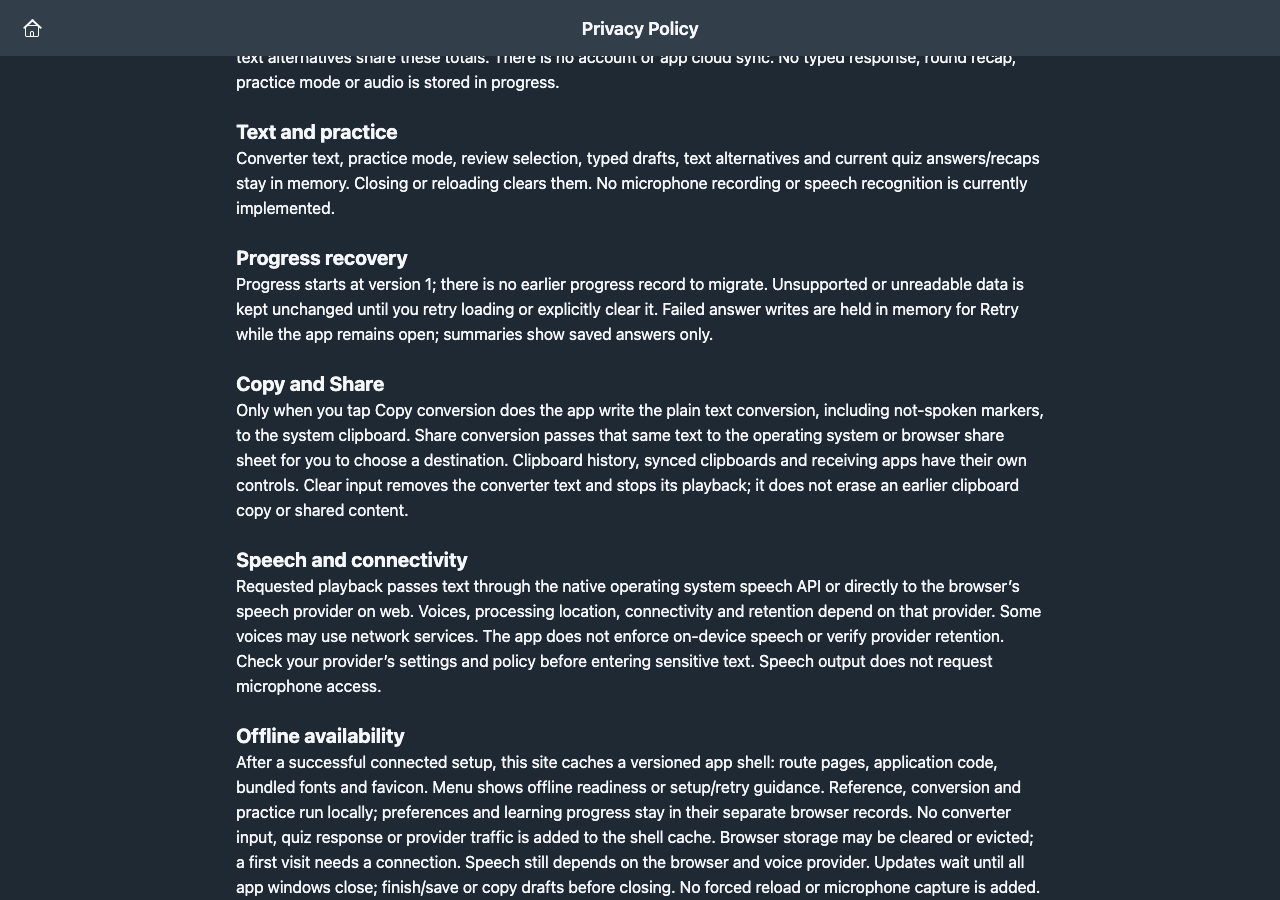 Privacy Policy
text alternatives share these totals. There is no account or app cloud sync. No typed response, round recap,
practice mode or audio is stored in progress.
Text and practice
Converter text, practice mode, review selection, typed drafts, text alternatives and current quiz answers/recaps
stay in memory. Closing or reloading clears them. No microphone recording or speech recognition is currently
implemented.
Progress recovery
Progress starts at version 1; there is no earlier progress record to migrate. Unsupported or unreadable data is
kept unchanged until you retry loading or explicitly clear it. Failed answer writes are held in memory for Retry
while the app remains open; summaries show saved answers only.
Copy and Share
Only when you tap Copy conversion does the app write the plain text conversion, including not-spoken markers,
to the system clipboard. Share conversion passes that same text to the operating system or browser share
sheet for you to choose a destination. Clipboard history, synced clipboards and receiving apps have their own
controls. Clear input removes the converter text and stops its playback; it does not erase an earlier clipboard
copy or shared content.
Speech and connectivity
Requested playback passes text through the native operating system speech API or directly to the browser’s
speech provider on web. Voices, processing location, connectivity and retention depend on that provider. Some
voices may use network services. The app does not enforce on-device speech or verify provider retention.
Check your provider’s settings and policy before entering sensitive text. Speech output does not request
microphone access.
Offline availability
After a successful connected setup, this site caches a versioned app shell: route pages, application code,
bundled fonts and favicon. Menu shows offline readiness or setup/retry guidance. Reference, conversion and
practice run locally; preferences and learning progress stay in their separate browser records. No converter
input, quiz response or provider traffic is added to the shell cache. Browser storage may be cleared or evicted;
a first visit needs a connection. Speech still depends on the browser and voice provider. Updates wait until all
app windows close; finish/save or copy drafts before closing. No forced reload or microphone capture is added.